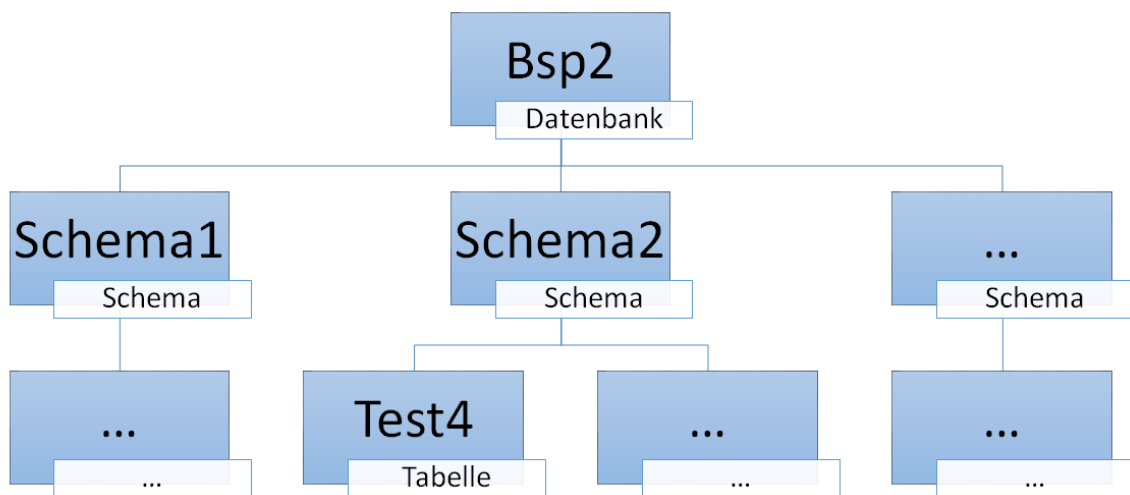 Bsp2
Datenbank
Schema1
Schema
Schema2
Schema
...
Schema
...
...
Test4
Tabelle
...
...
...
...